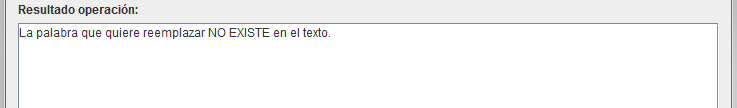 Resultado operación:
La palabra que quiere reemplazar NO EXISTE en el texto.